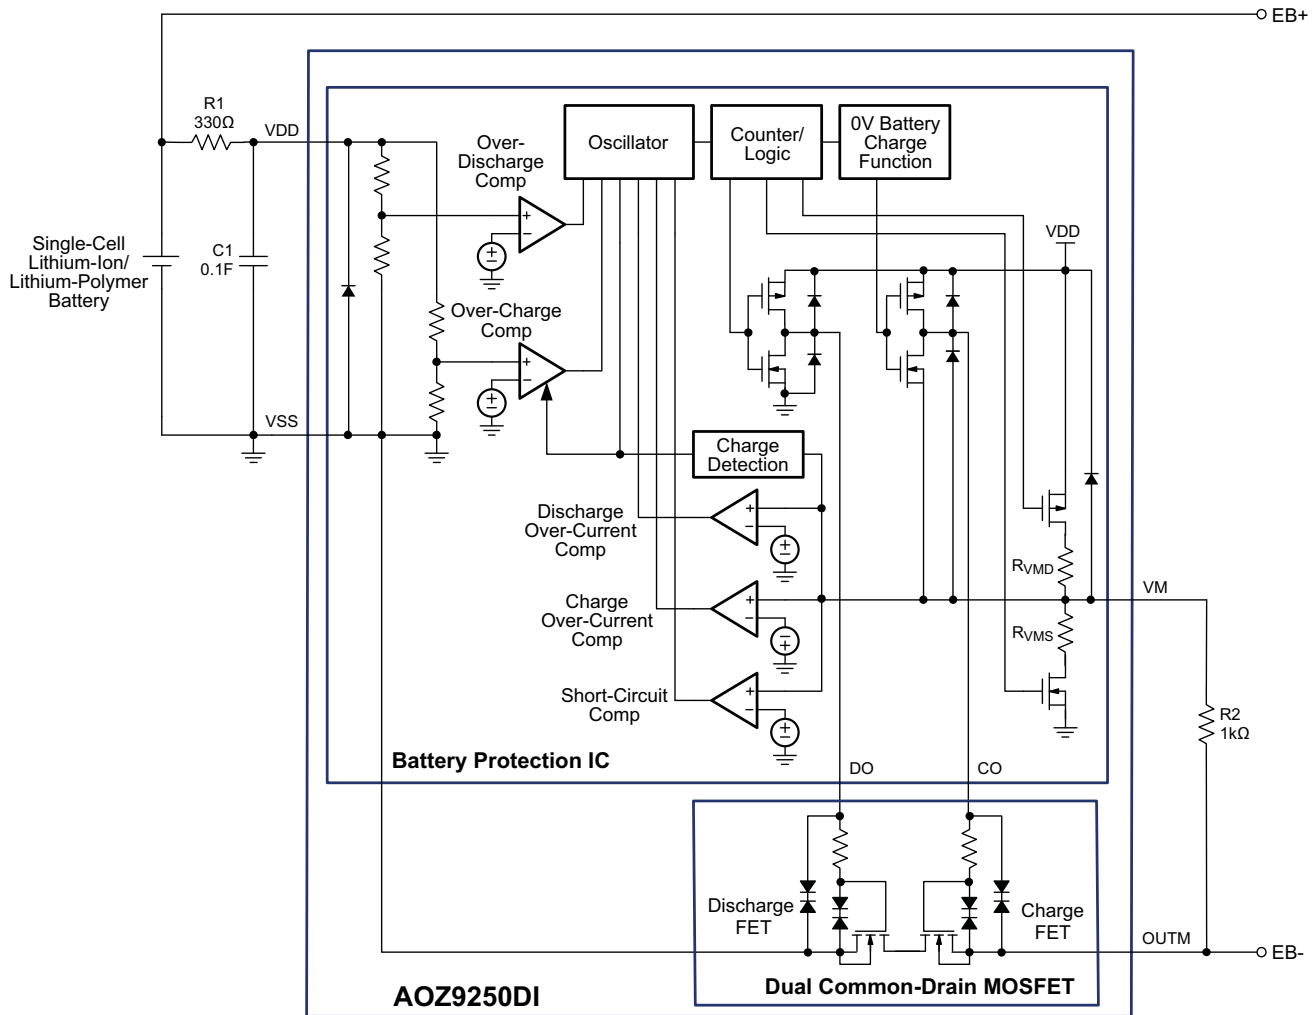 EB+
R1
330Ω
VDD
Over-
Discharge
Comp
Oscillator
Counter/
Logic
0V Battery
Charge
Function
VDD
Single-Cell
Lithium-Ion/
Lithium-Polymer
Battery
C1
0.1F
Over-Charge
Comp
VSS
Charge
Detection
Discharge
Over-Current
Comp
RVMD
VM
Charge
Over-Current
Comp
RVMS
Short-Circuit
Comp
R2
1kΩ
Battery Protection IC
DO
CO
Discharge
FET
Charge
FET
OUTM
EB-
Dual Common-Drain MOSFET
AOZ9250DI